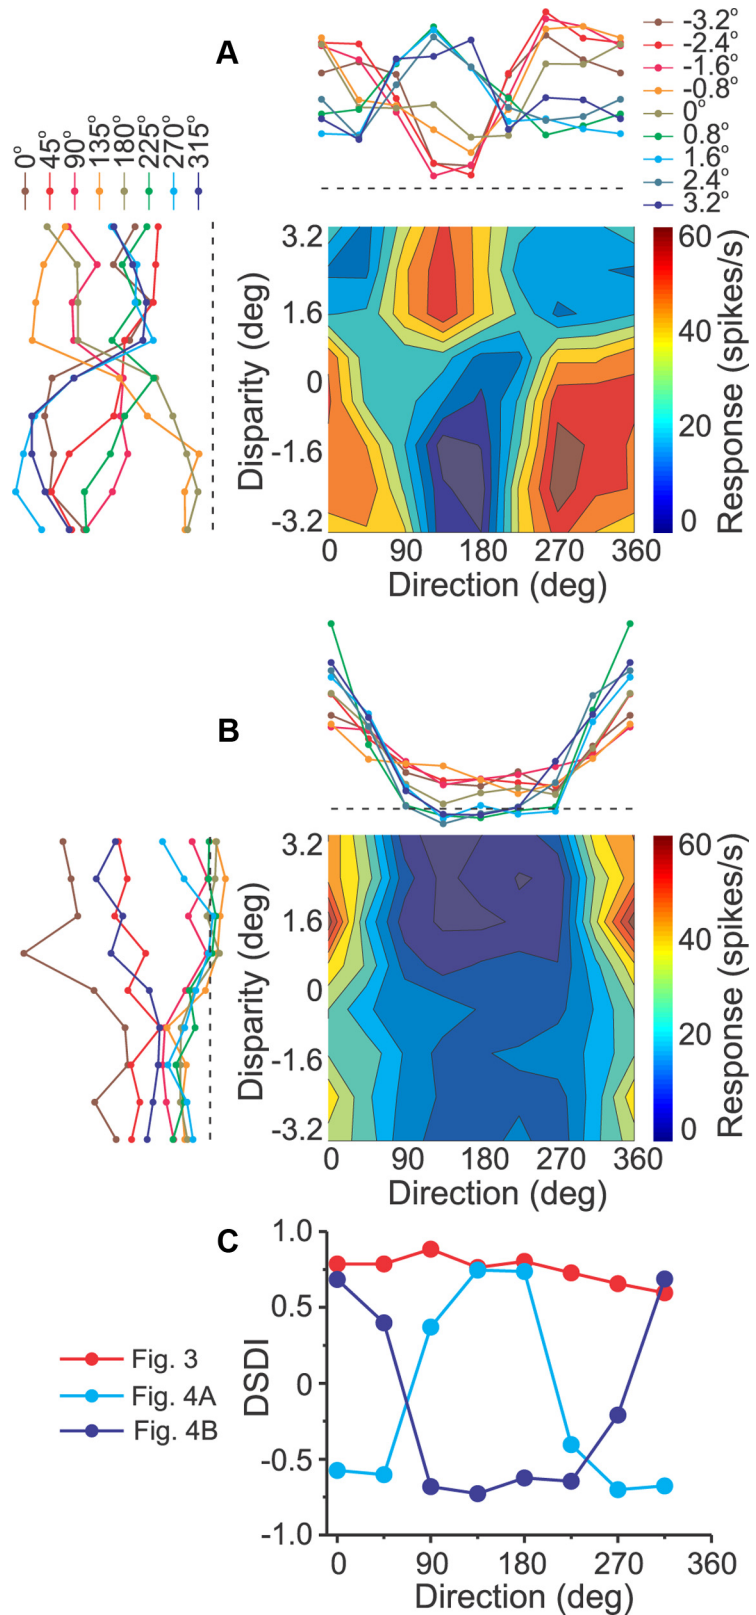 A
-3.2°
-2.4°
-1.6°
-0.8°
0°
0.8°
1.6°
2.4°
3.2°
0°
45°
90°
135°
180°
225°
270°
315°
3.2
1.6
0
-1.6
-3.2
Disparity (deg)
0 90 180 270 360
Direction (deg)
60
40
20
0
Response (spikes/s)
B
3.2
1.6
0
-1.6
-3.2
Disparity (deg)
0 90 180 270 360
Direction (deg)
60
40
20
0
Response (spikes/s)
C
Fig. 3
Fig. 4A
Fig. 4B
1.0
0.5
0
-0.5
-1.0
DSDI
0 90 180 270 360
Direction (deg)